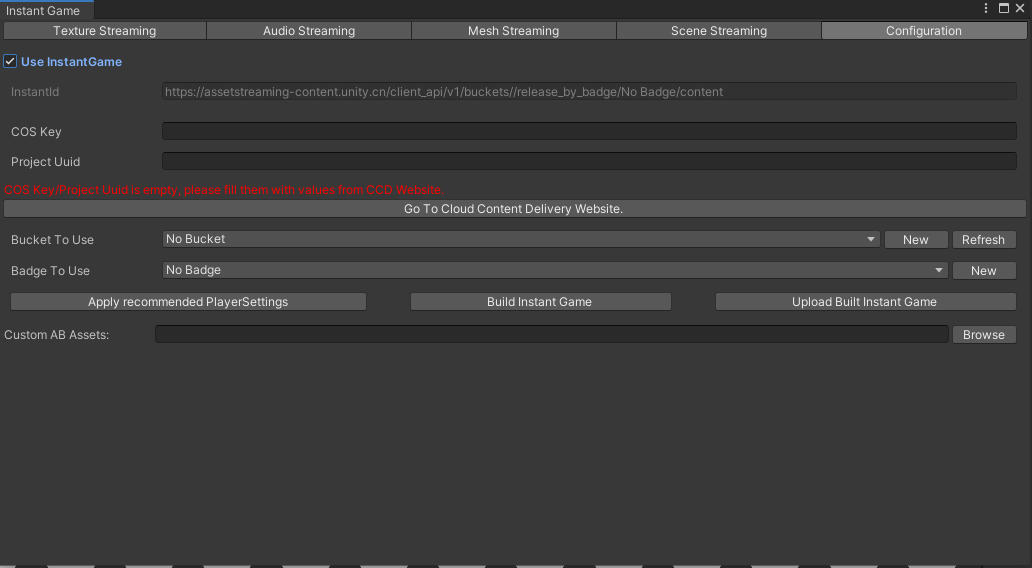 Instant Game
Texture Streaming Audio Streaming Mesh Streaming Scene Streaming Configuration
Use InstantGame
InstantId https://assetstreaming-content.unity.cn/client_api/v1/buckets//release_by_badge/No Badge/content
COS Key
Project Uuid
COS Key/Project Uuid is empty, please fill them with values from CCD Website.
Go To Cloud Content Delivery Website.
Bucket To Use No Bucket New Refresh
Badge To Use No Badge New
Apply recommended PlayerSettings Build Instant Game Upload Built Instant Game
Custom AB Assets: Browse